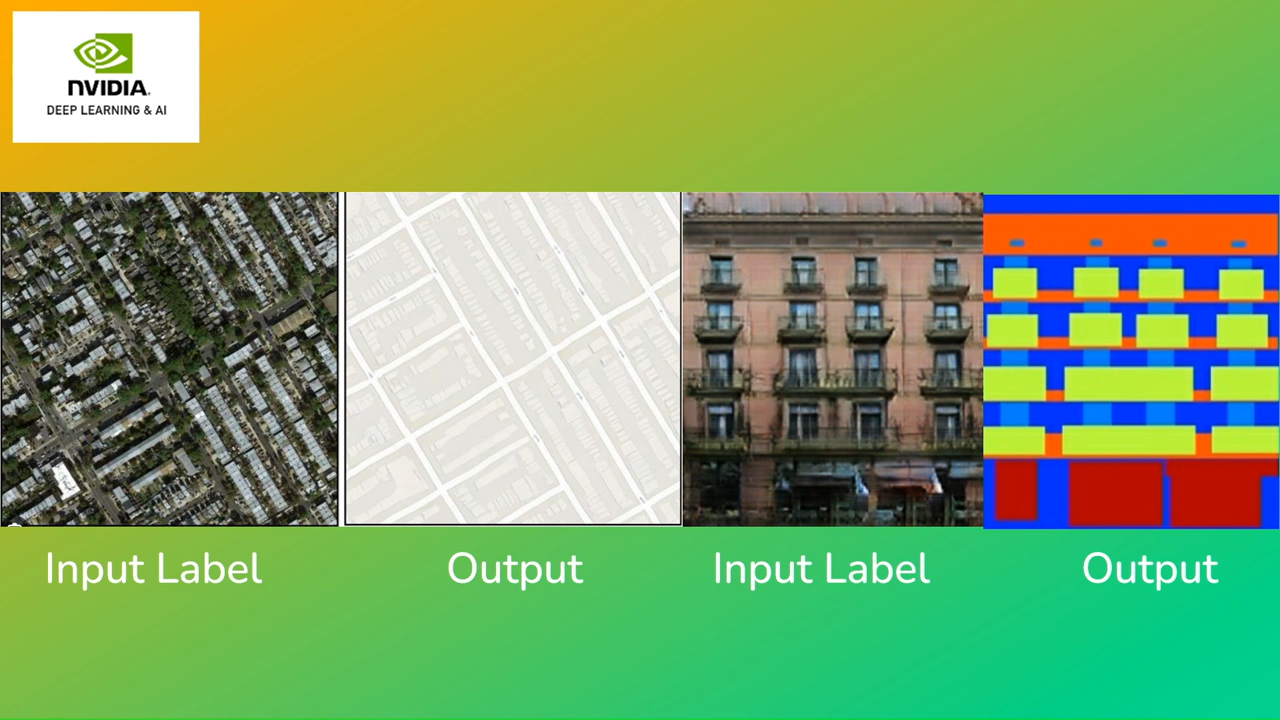 NVIDIA.
DEEP LEARNING & AI
Input Label
Output
Input Label
Output